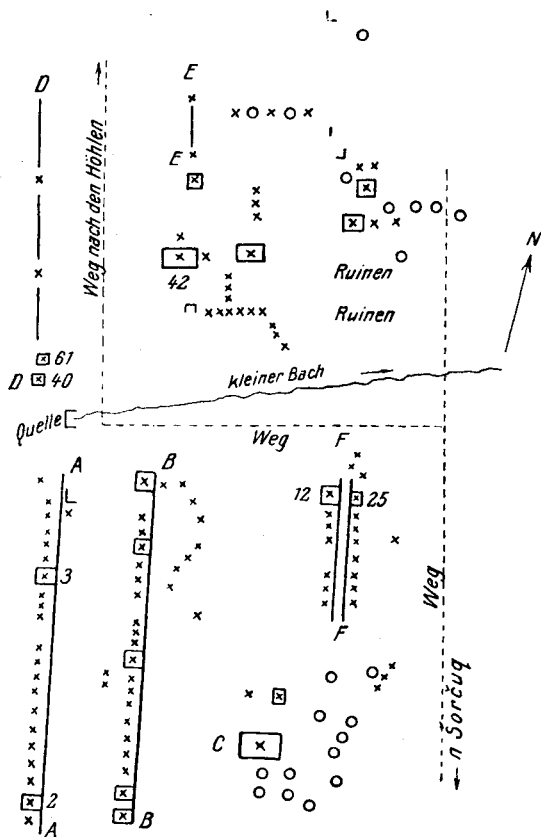 D
E
Weg nach den Höhlen
E
N
42
Ruinen
Ruinen
61
D 40
kleiner Bach
Quelle
Weg
A
B
F
12
25
3
Weg
F
n Sorčuq
C
2
A
B